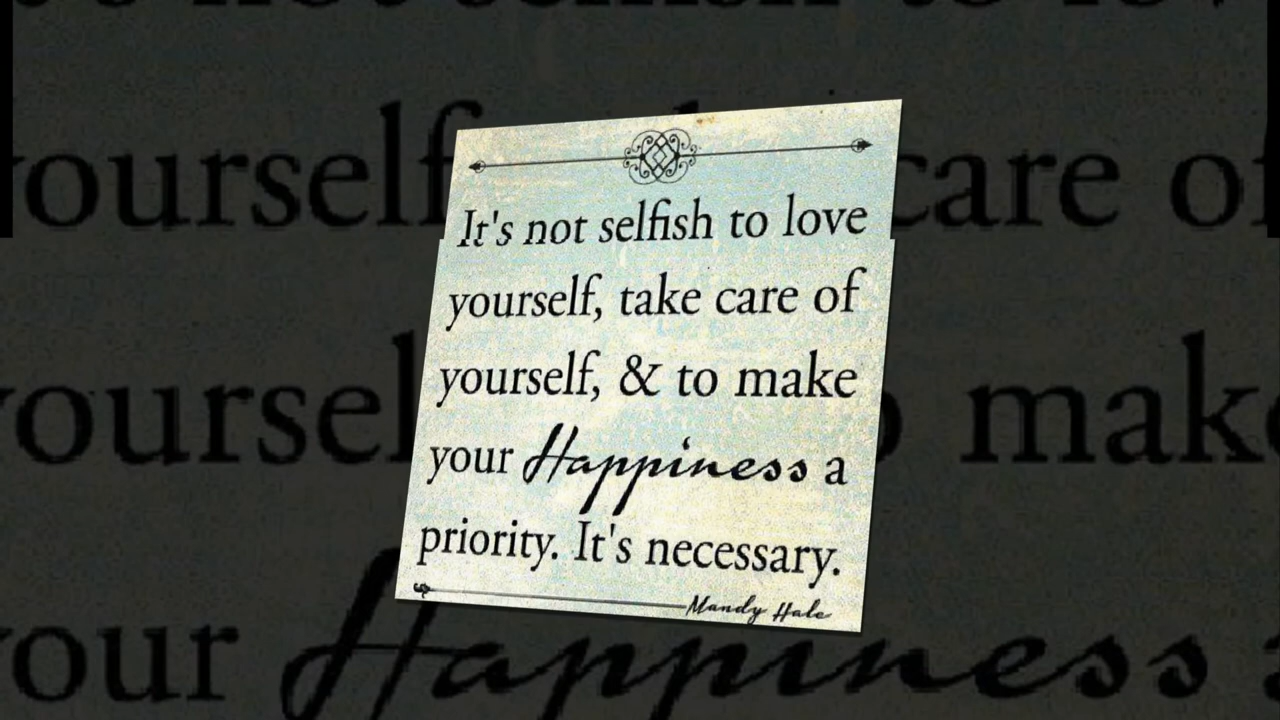 It's not selfish to love
yourself, take care of
yourself, & to make
your Happiness a
priority. It's necessary.
Mandy Hale